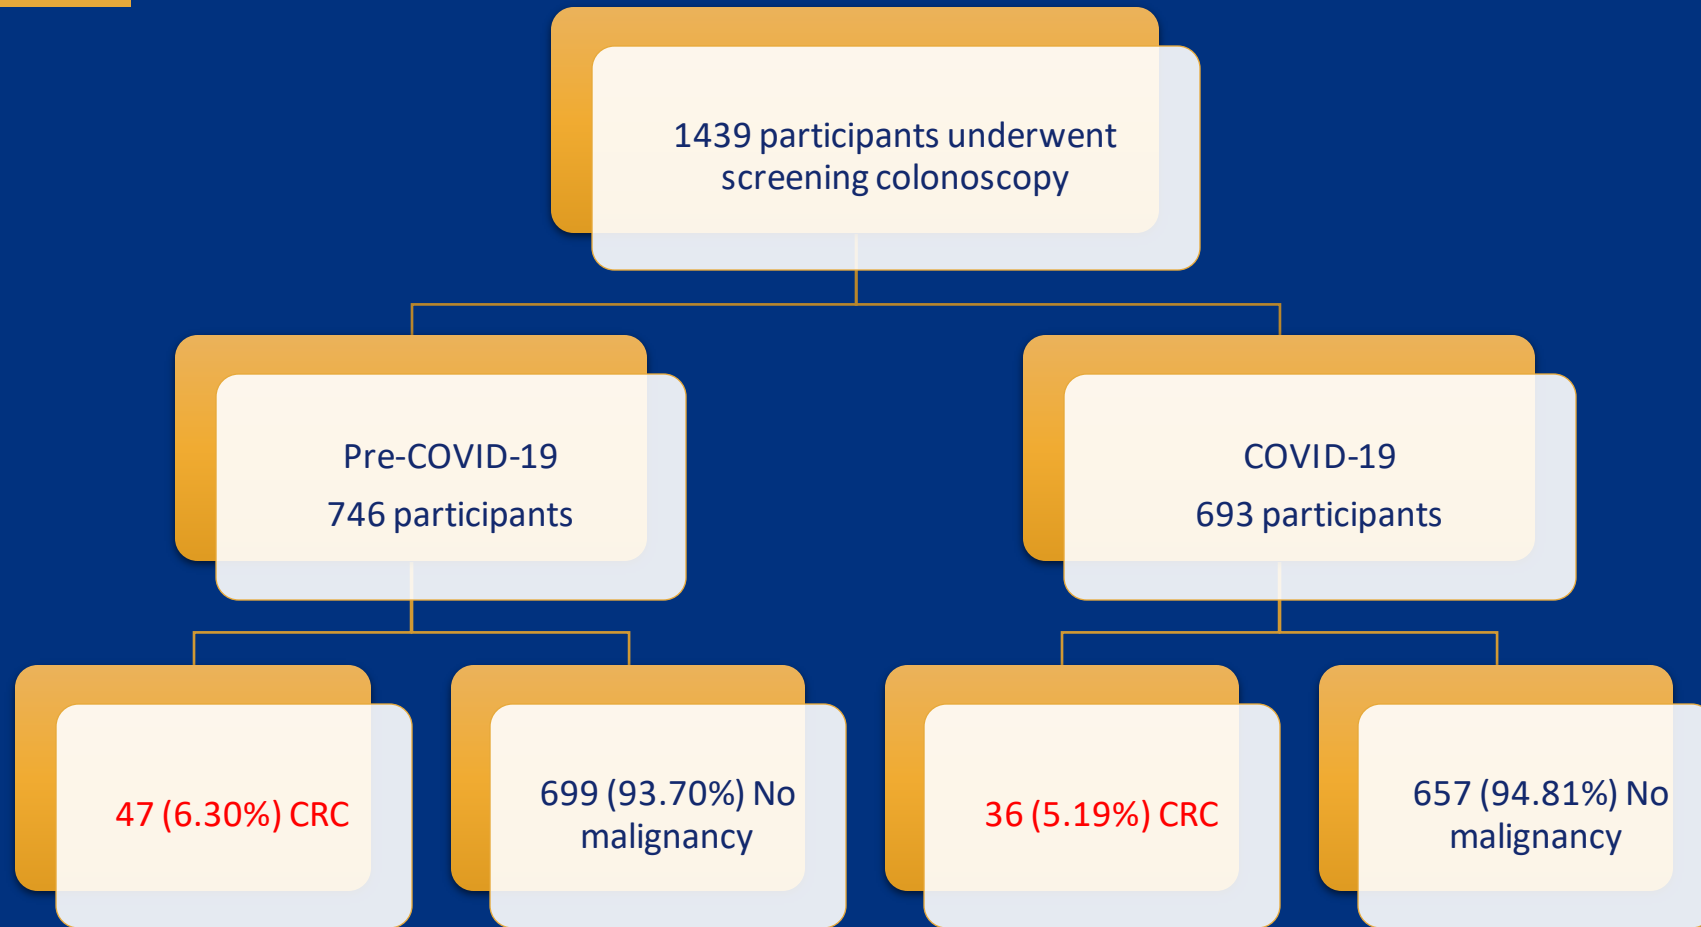 1439 participants underwent
screening colonoscopy
Pre-COVID-19
746 participants
COVID-19
693 participants
47 (6.30%) CRC
699 (93.70%) No
malignancy
36 (5.19%) CRC
657 (94.81%) No
malignancy